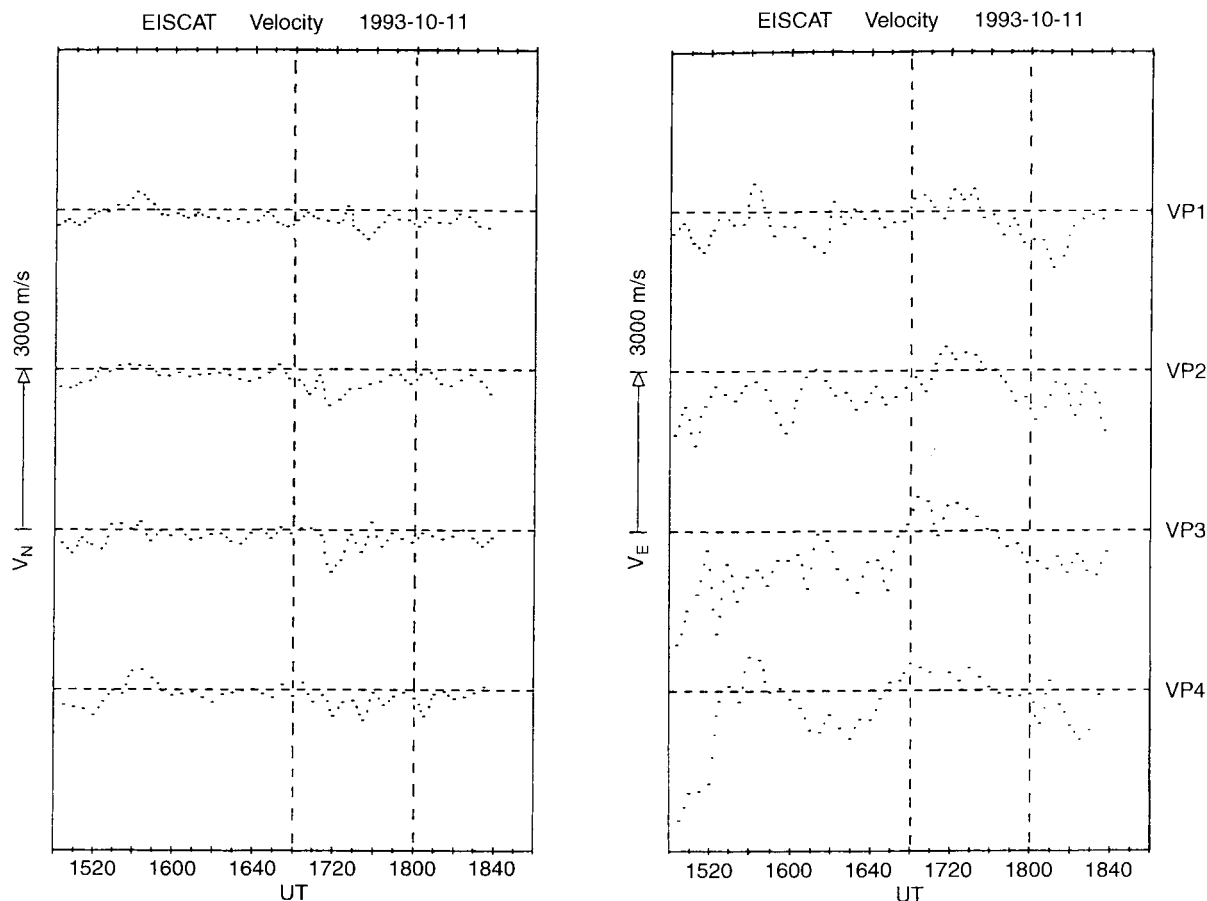 EISCAT Velocity 1993-10-11
EISCAT Velocity 1993-10-11
VP1
3000 m/s
3000 m/s
VP2
V_N
V_E
VP3
VP4
1520 1600 1640 1720 1800 1840
UT
1520 1600 1640 1720 1800 1840
UT